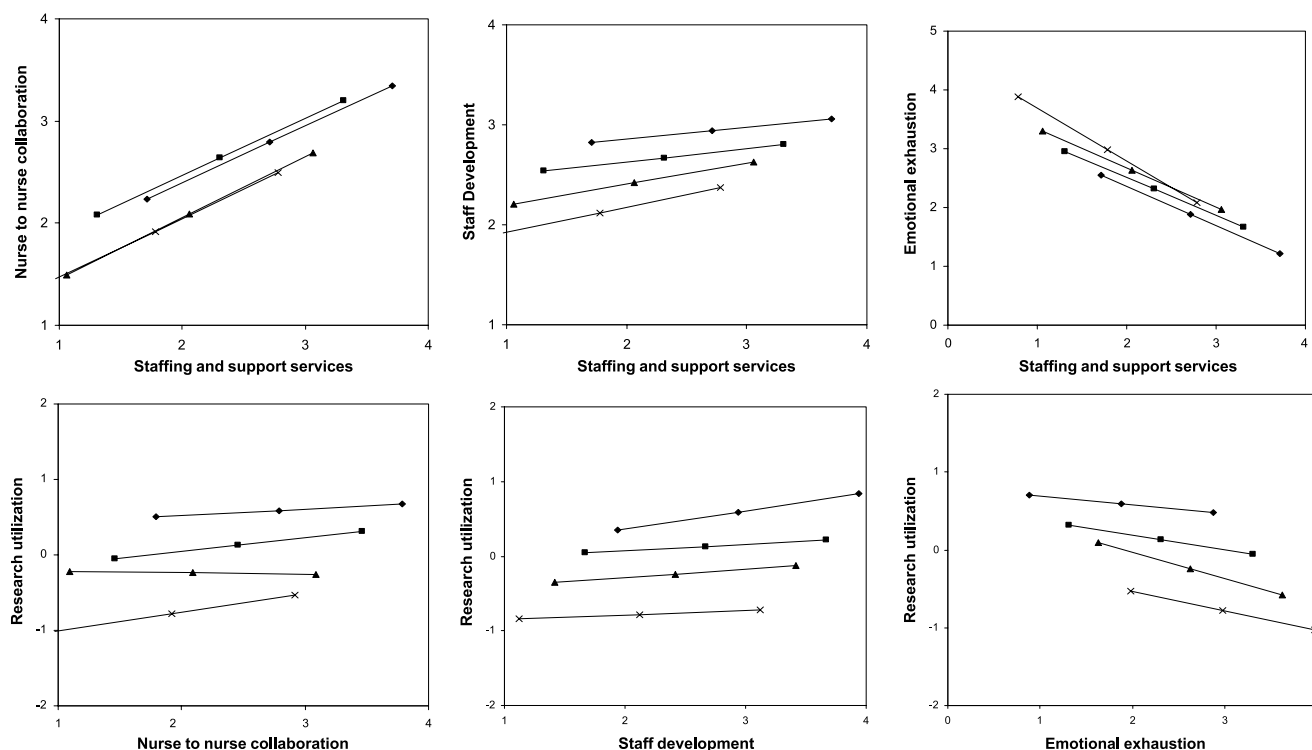 Nurse to nurse collaboration
4
3
2
1
1 2 3 4
Staffing and support services
Staff Development
4
3
2
1
1 2 3 4
Staffing and support services
Emotional exhaustion
5
4
3
2
1
0
0 1 2 3 4
Staffing and support services
Research utilization
2
1
0
-1
-2
1 2 3 4
Nurse to nurse collaboration
Research utilization
2
1
0
-1
-2
1 2 3 4
Staff development
Research utilization
2
1
0
-1
-2
0 1 2 3
Emotional exhaustion